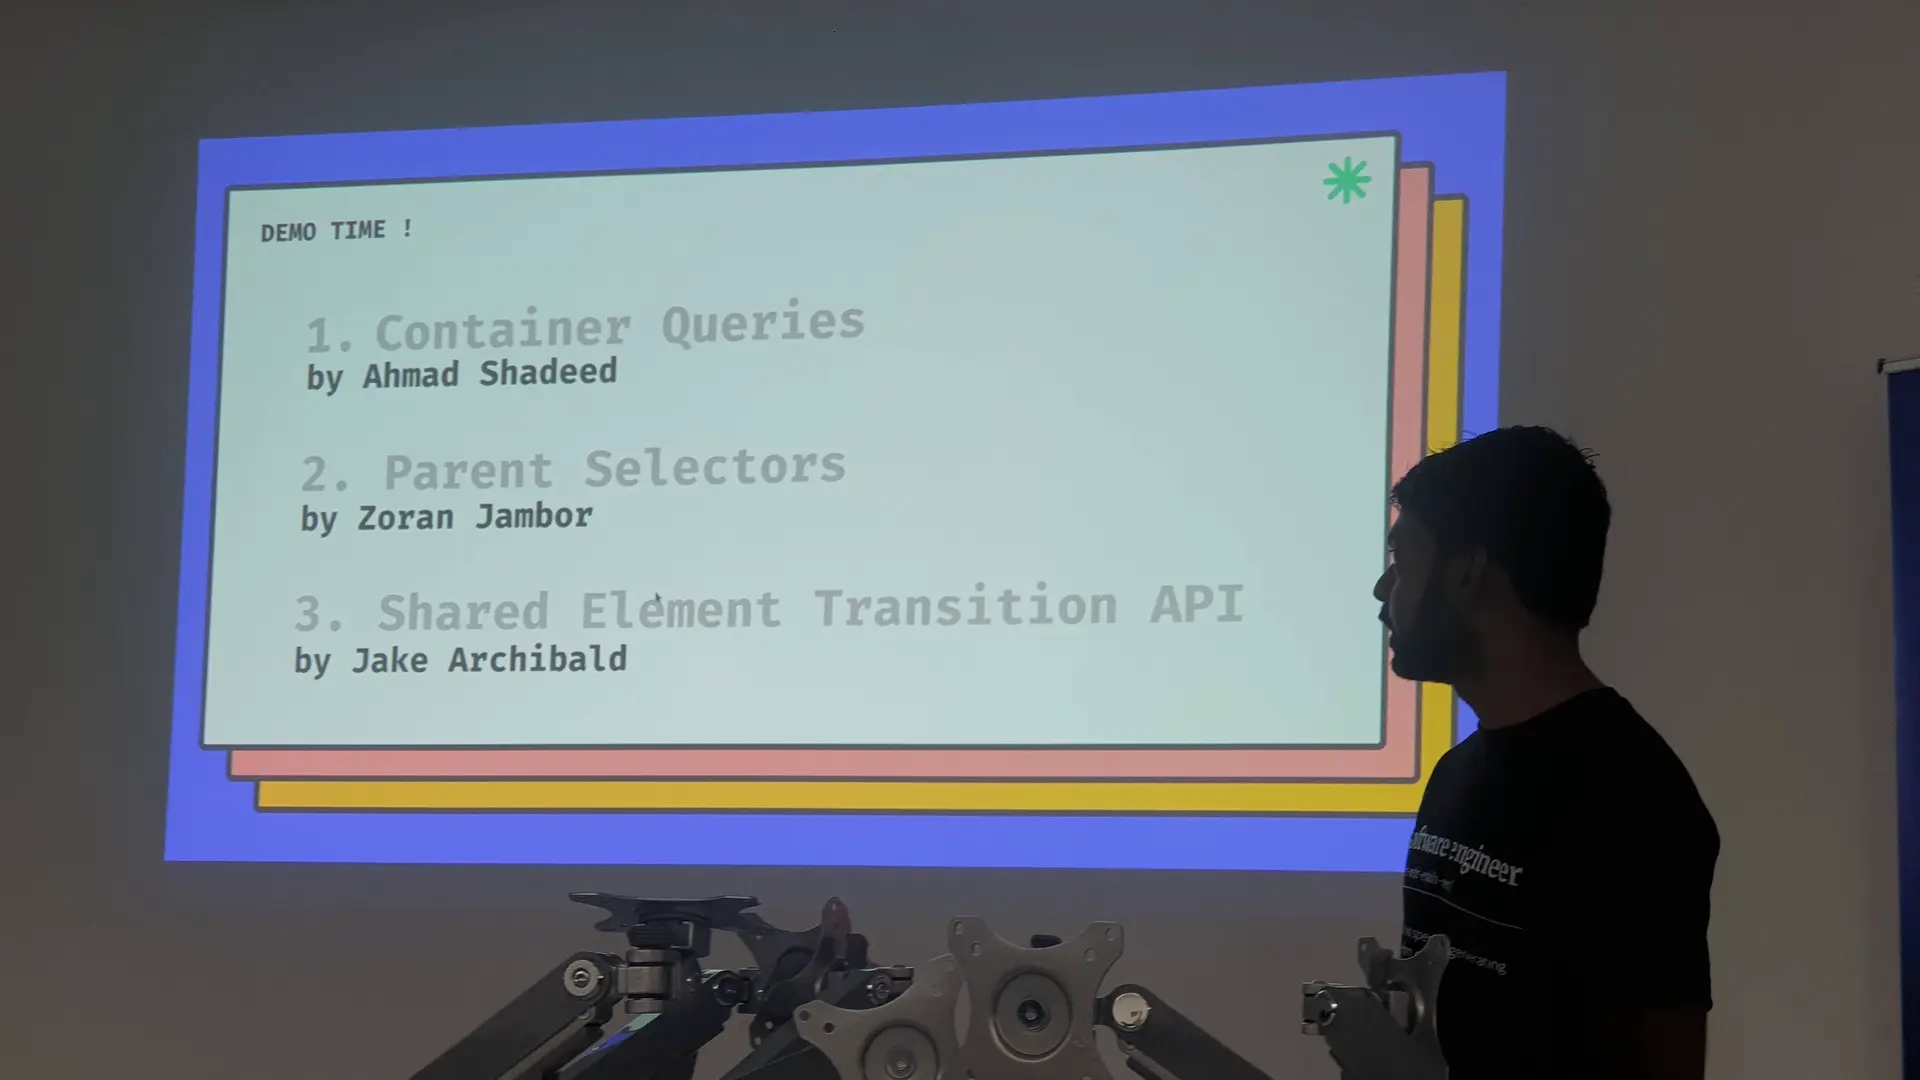 DEMO TIME !
1. Container Queries
by Ahmad Shadeed
2. Parent Selectors
by Zoran Jambor
3. Shared Element Transition API
by Jake Archibald
software engineer
generating